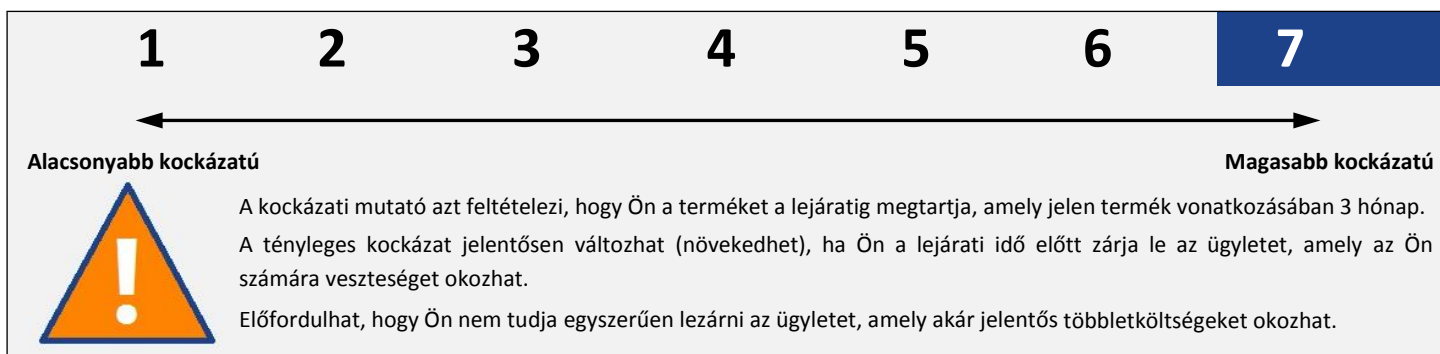 1 2 3 4 5 6 7
Alacsonyabb kockázatú Magasabb kockázatú
A kockázati mutató azt feltételezi, hogy Ön a terméket a lejáratig megtartja, amely jelen termék vonatkozásában 3 hónap.
A tényleges kockázat jelentősen változhat (növekedhet), ha Ön a lejárati idő előtt zárja le az ügyletet, amely az Ön
számára veszteséget okozhat.
Előfordulhat, hogy Ön nem tudja egyszerűen lezárni az ügyletet, amely akár jelentős többletköltségeket okozhat.